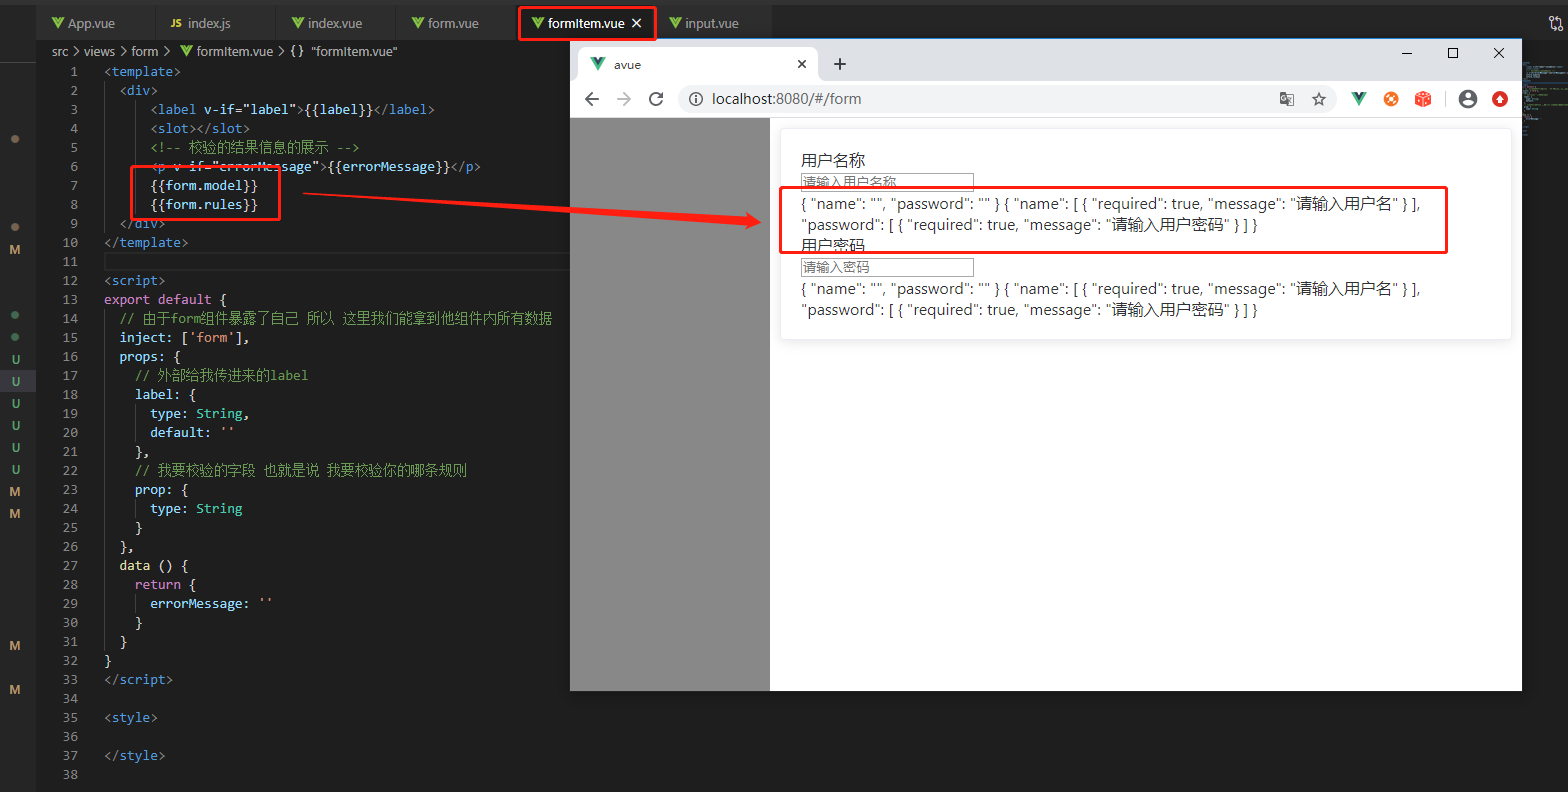 App.vue
JS index.js
index.vue
form.vue
formItem.vue
input.vue
src > views > form > formItem.vue > {} "formItem.vue"
1 <template>
2 <div>
3 <label v-if="label">{{label}}</label>
4 <slot></slot>
5 <!-- 校验的结果信息的展示 -->
6 <p v-if="errorMessage">{{errorMessage}}</p>
7 {{form.model}}
8 {{form.rules}}
9 </div>
10 </template>
11
12 <script>
13 export default {
14 // 由于form组件暴露了自己 所以 这里我们能拿到他组件内所有数据
15 inject: ['form'],
16 props: {
17 // 外部给我传进来的label
18 label: {
19 type: String,
20 default: ''
21 },
22 // 我要校验的字段 也就是说 我要校验你的哪条规则
23 prop: {
24 type: String
25 }
26 },
27 data () {
28 return {
29 errorMessage: ''
30 }
31 }
32 }
33 </script>
34
35 <style>
36
37 </style>
38
M
U
U
U
U
U
U
M
M
M
M
avue
localhost:8080/#/form
用户名称
请输入用户名称
{ "name": "", "password": "" } { "name": [ { "required": true, "message": "请输入用户名" } ],
"password": [ { "required": true, "message": "请输入用户密码" } ] }
用户密码
请输入密码
{ "name": "", "password": "" } { "name": [ { "required": true, "message": "请输入用户名" } ],
"password": [ { "required": true, "message": "请输入用户密码" } ] }